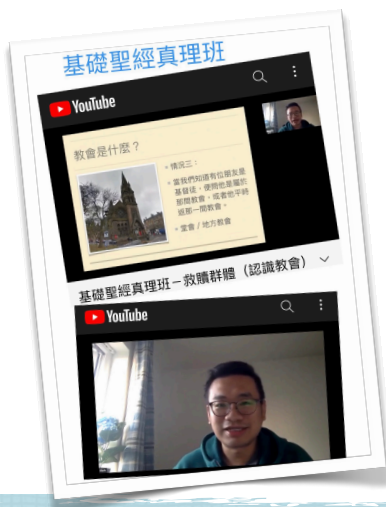 基礎聖經真理班
YouTube
教會是什麼？
• 情況三：
• 當我們知道有位朋友是
基督徒，便問他是屬於
那間教會，或者他平時
返那一間教會。
• 堂會 / 地方教會
基礎聖經真理班－救贖群體（認識教會）
YouTube